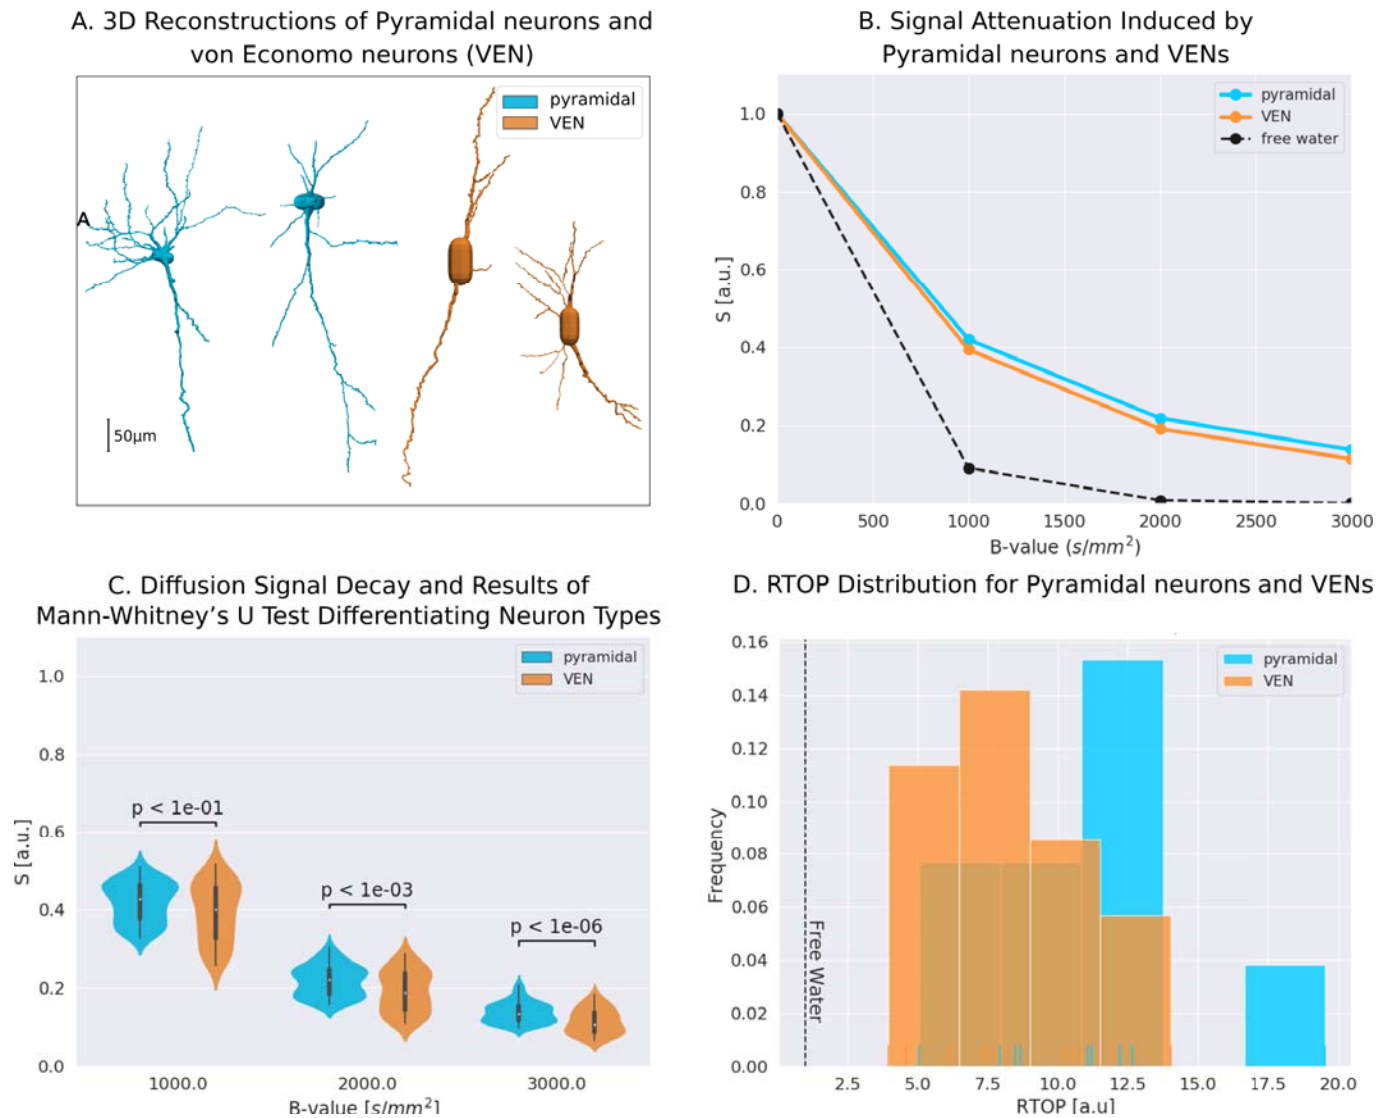 A. 3D Reconstructions of Pyramidal neurons and
von Economo neurons (VEN)
pyramidal
VEN
A
50μm
B. Signal Attenuation Induced by
Pyramidal neurons and VENs
pyramidal
VEN
free water
1.0
0.8
0.6
0.4
0.2
0.0
S [a.u.]
0 500 1000 1500 2000 2500 3000
B-value (s/mm²)
C. Diffusion Signal Decay and Results of
Mann-Whitney’s U Test Differentiating Neuron Types
pyramidal
VEN
1.0
0.8
0.6
0.4
0.2
0.0
S [a.u.]
p < 1e-01
p < 1e-03
p < 1e-06
1000.0 2000.0 3000.0
B-value [s/mm²]
D. RTOP Distribution for Pyramidal neurons and VENs
pyramidal
VEN
0.16
0.14
0.12
0.10
0.08
0.06
0.04
0.02
0.00
Frequency
Free Water
2.5 5.0 7.5 10.0 12.5 15.0 17.5 20.0
RTOP [a.u]